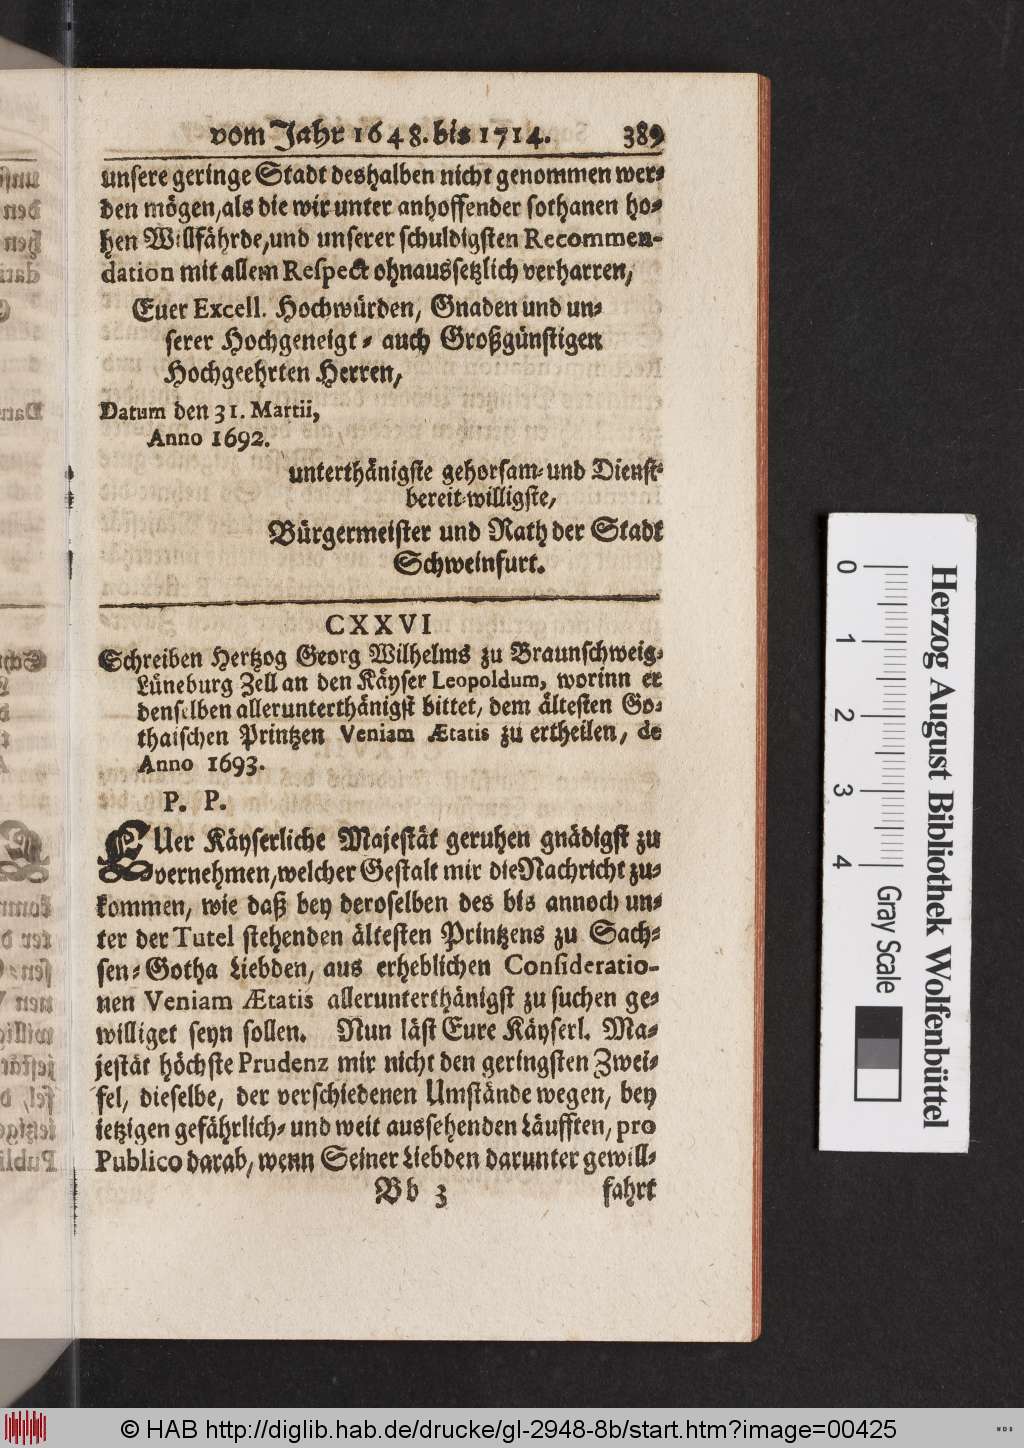 vom Jahr 1648. bis 1714. 389
unsere geringe Stadt deshalben nicht genommen wer-
den mögen, als die wir unter anhoffender sothanen ho-
hen Willfährde, und unserer schuldigsten Recommen-
dation mit allem Respect ohnaussetzlich verharren,
Euer Excell. Hochwürden, Gnaden und un-
serer Hochgeneigt- auch Großgünstigen
Hochgeehrten Herren,
Datum den 31. Martii,
Anno 1692.
unterthänigste gehorsam- und Dienst-
bereit-willigste,
Bürgermeister und Rath der Stadt
Schweinfurt.
CXXVI
Schreiben Hertzog Georg Wilhelms zu Braunschweig-
Lüneburg Zell an den Käyser Leopoldum, worinn er
denselben allerunterthänigst bittet, dem ältesten Go-
thaischen Printzen Veniam Ætatis zu ertheilen, de
Anno 1693.
P. P.
EUer Käyserliche Majestät geruhen gnädigst zu
vernehmen, welcher Gestalt mir die Nachricht zu-
kommen, wie daß bey deroselben des bis annoch un-
ter der Tutel stehenden ältesten Printzens zu Sach-
sen-Gotha Liebden, aus erheblichen Consideratio-
nen Veniam Ætatis allerunterthänigst zu suchen ge-
williget seyn sollen. Nun läst Eure Käyserl. Ma-
jestät höchste Prudenz mir nicht den geringsten Zwei-
fel, dieselbe, der verschiedenen Umstände wegen, bey
ietzigen gefährlich- und weit aussehenden Läufften, pro
Publico darab, wenn Seiner Liebden darunter gewill-
Bb 3 fahrt
0 1 2 3 4
Herzog August Bibliothek Wolfenbüttel
Gray Scale
© HAB http://diglib.hab.de/drucke/gl-2948-8b/start.htm?image=00425